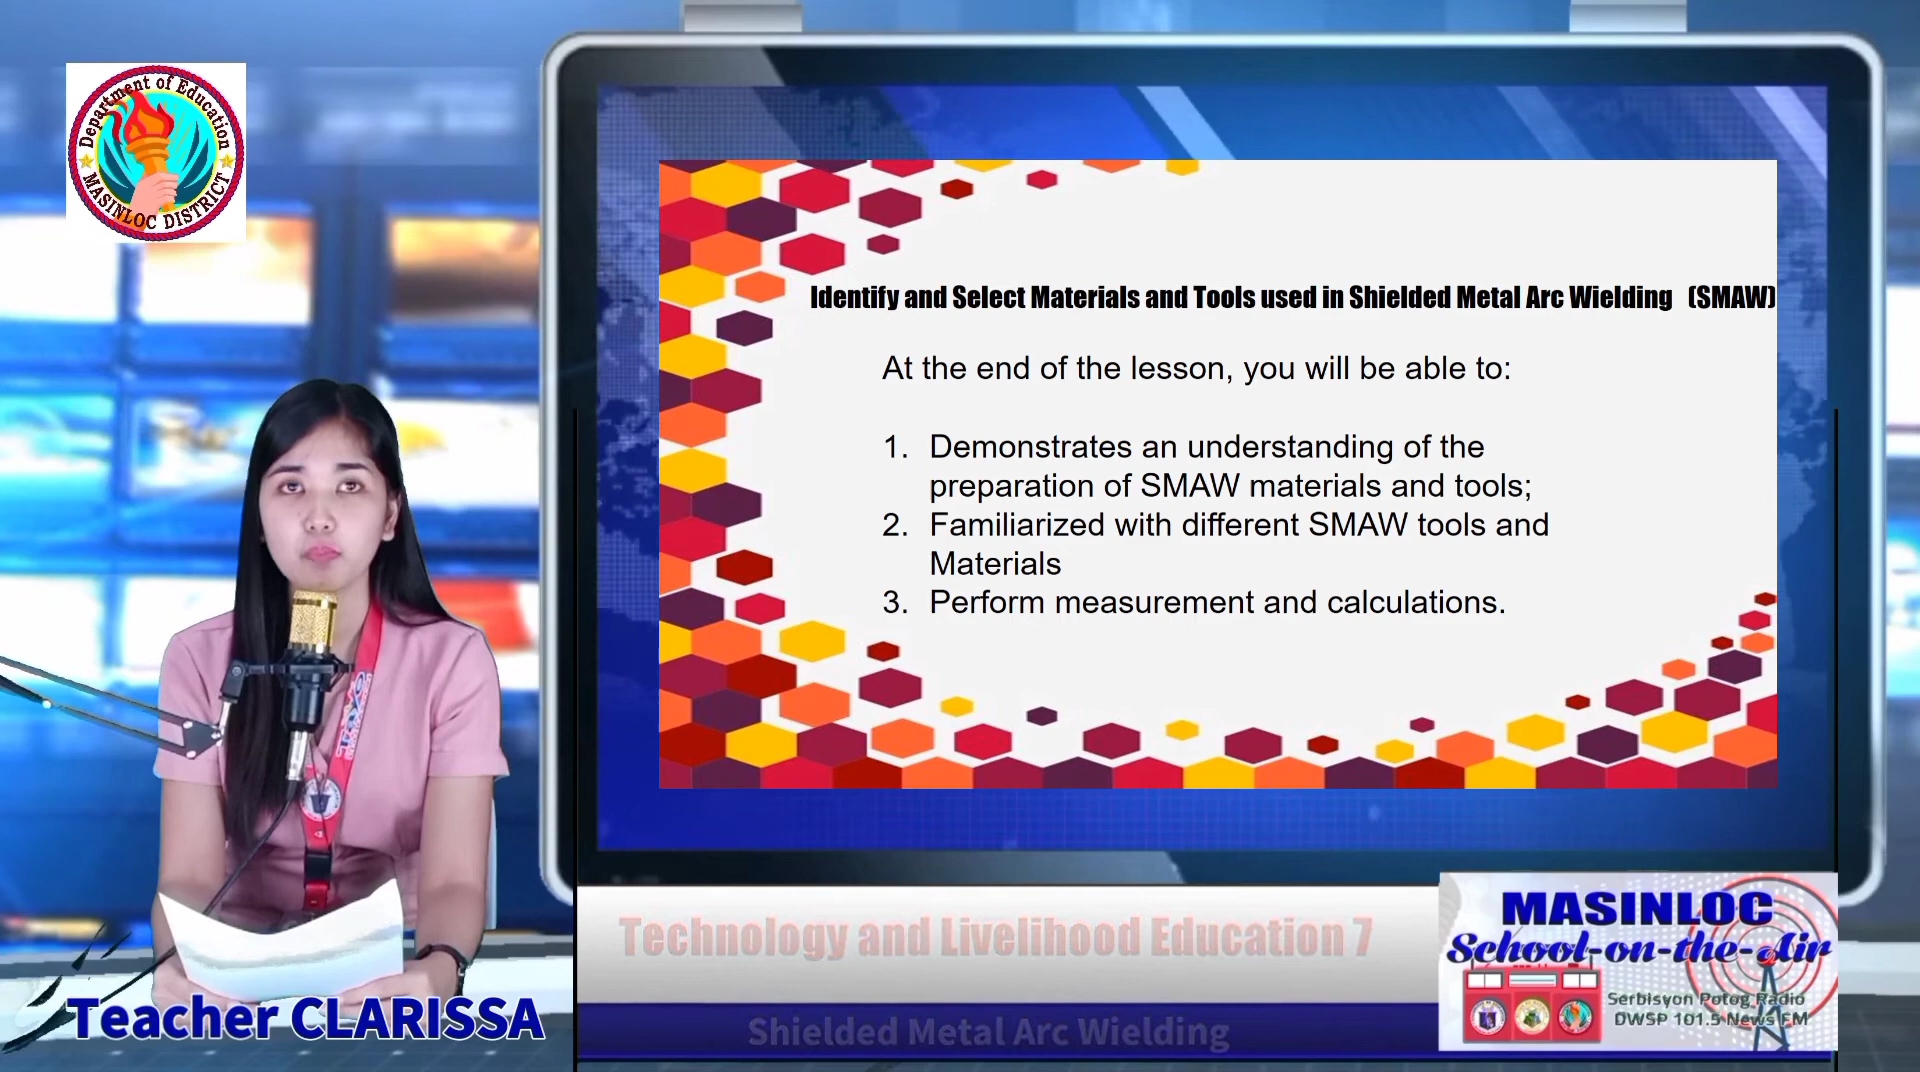 Department of Education
MASINLOC DISTRICT
Identify and Select Materials and Tools used in Shielded Metal Arc Wielding (SMAW)
At the end of the lesson, you will be able to:
1. Demonstrates an understanding of the
preparation of SMAW materials and tools;
2. Familiarized with different SMAW tools and
Materials
3. Perform measurement and calculations.
Technology and Livelihood Education 7
Shielded Metal Arc Wielding
Teacher CLARISSA
MASINLOC
School-on-the-Air
Serbisyon Potog Radio
DWSP 101.5 News FM